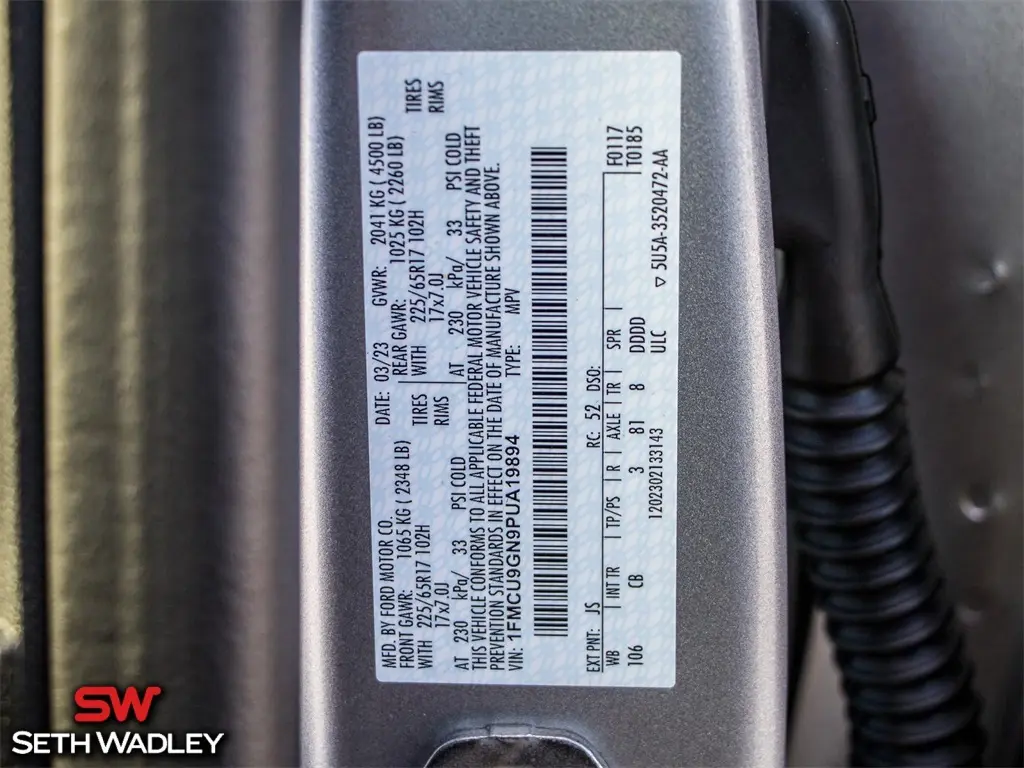 MFD. BY FORD MOTOR CO.
DATE: 03/23 GVWR: 2041 KG ( 4500 LB)
FRONT GAWR: 1065 KG ( 2348 LB) REAR GAWR: 1025 KG ( 2260 LB)
WITH 225/65R17 102H TIRES WITH 225/65R17 102H TIRES
17x7.0J RIMS 17x7.0J RIMS
AT 230 kPa/ 33 PSI COLD AT 230 kPa/ 33 PSI COLD
THIS VEHICLE CONFORMS TO ALL APPLICABLE FEDERAL MOTOR VEHICLE SAFETY AND THEFT
PREVENTION STANDARDS IN EFFECT ON THE DATE OF MANUFACTURE SHOWN ABOVE.
VIN: 1FMCU9GN9PUA19894 TYPE: MPV
EXT PNT: JS RC: 52 DSO: F0117
WB INT TR TP/PS R AXLE TR SPR T0185
106 CB 3 81 8 DDDD
1202302133143 ULC
▽ 5U5A-3520472-AA
SW
SETH WADLEY